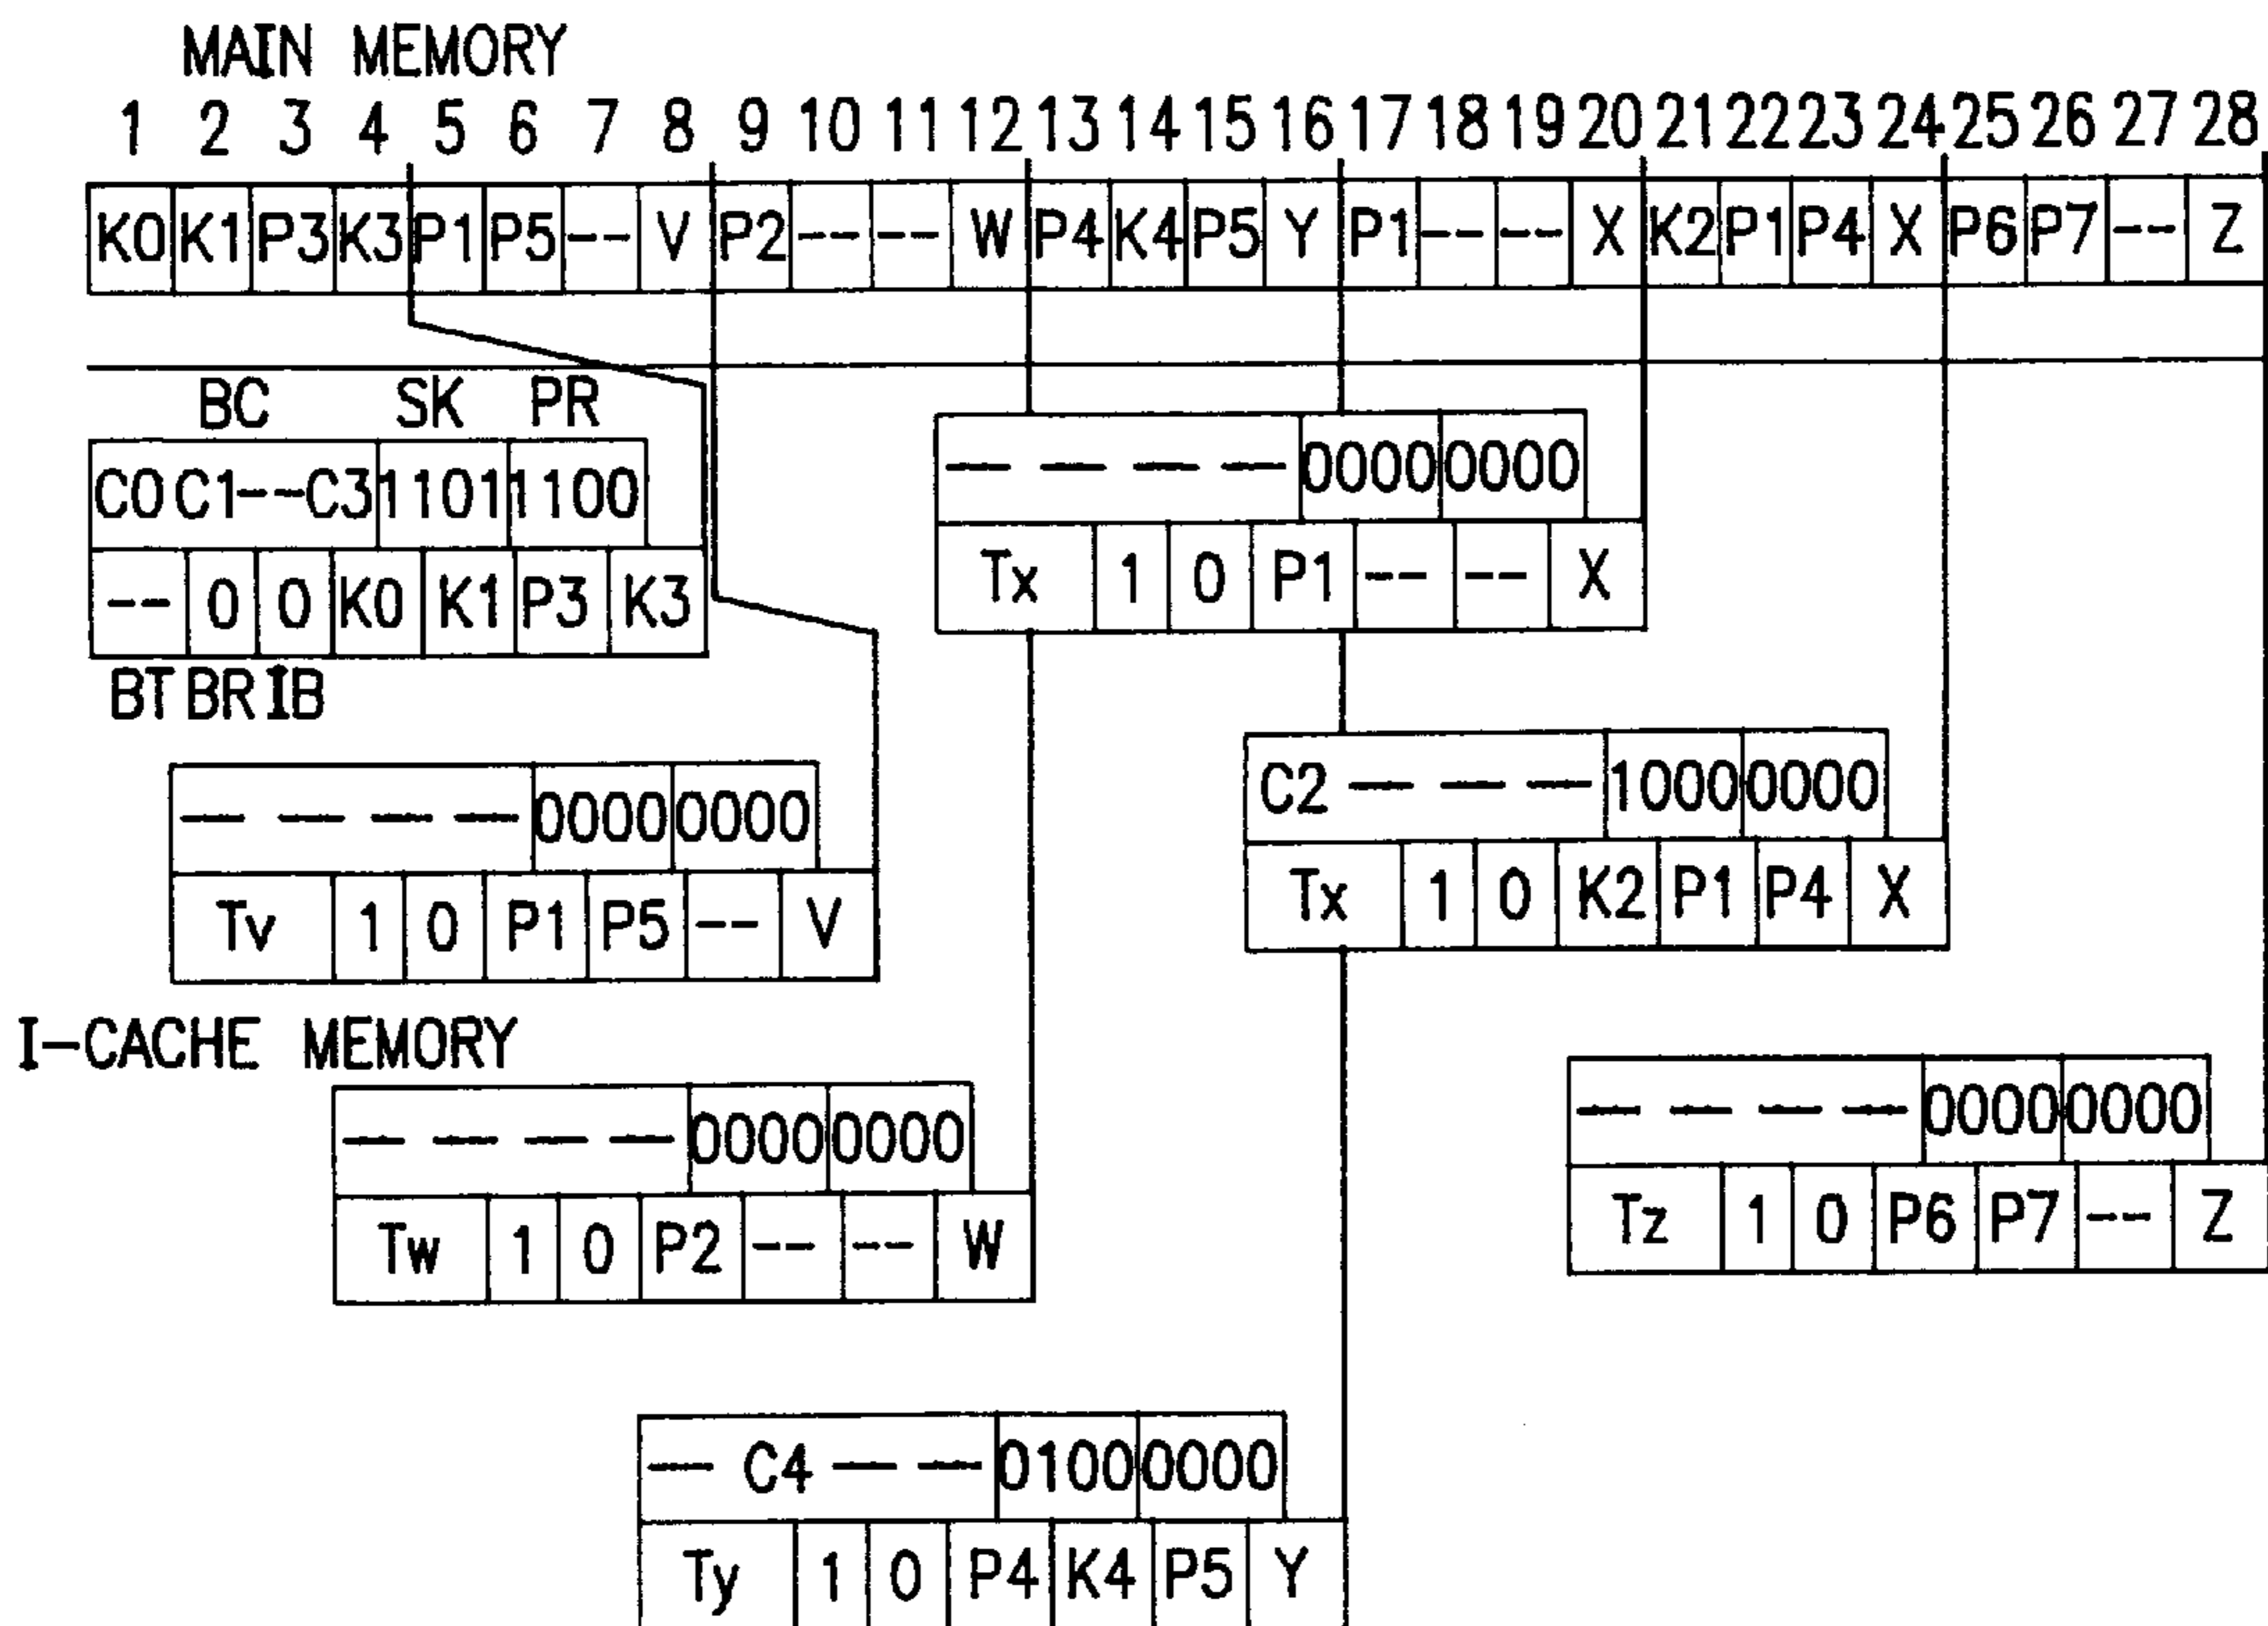 MAIN MEMORY
1 2 3 4 5 6 7 8 9 10 11 12 13 14 15 16 17 18 19 20 21 22 23 24 25 26 27 28
K0 K1 P3 K3 P1 P5 -- V P2 -- -- W P4 K4 P5 Y P1 -- -- X K2 P1 P4 X P6 P7 -- Z
BC SK PR
C0 C1 -- C3 1101 1100
-- 0 0 K0 K1 P3 K3
BT BR IB
— — — — 0000 0000
Tx 1 0 P1 -- -- X
C2 — — — 1000 0000
Tx 1 0 K2 P1 P4 X
— — — — 0000 0000
Tv 1 0 P1 P5 -- V
I-CACHE MEMORY
— — — — 0000 0000
Tw 1 0 P2 -- -- W
— — — — 0000 0000
Tz 1 0 P6 P7 -- Z
— C4 — — 0100 0000
Ty 1 0 P4 K4 P5 Y